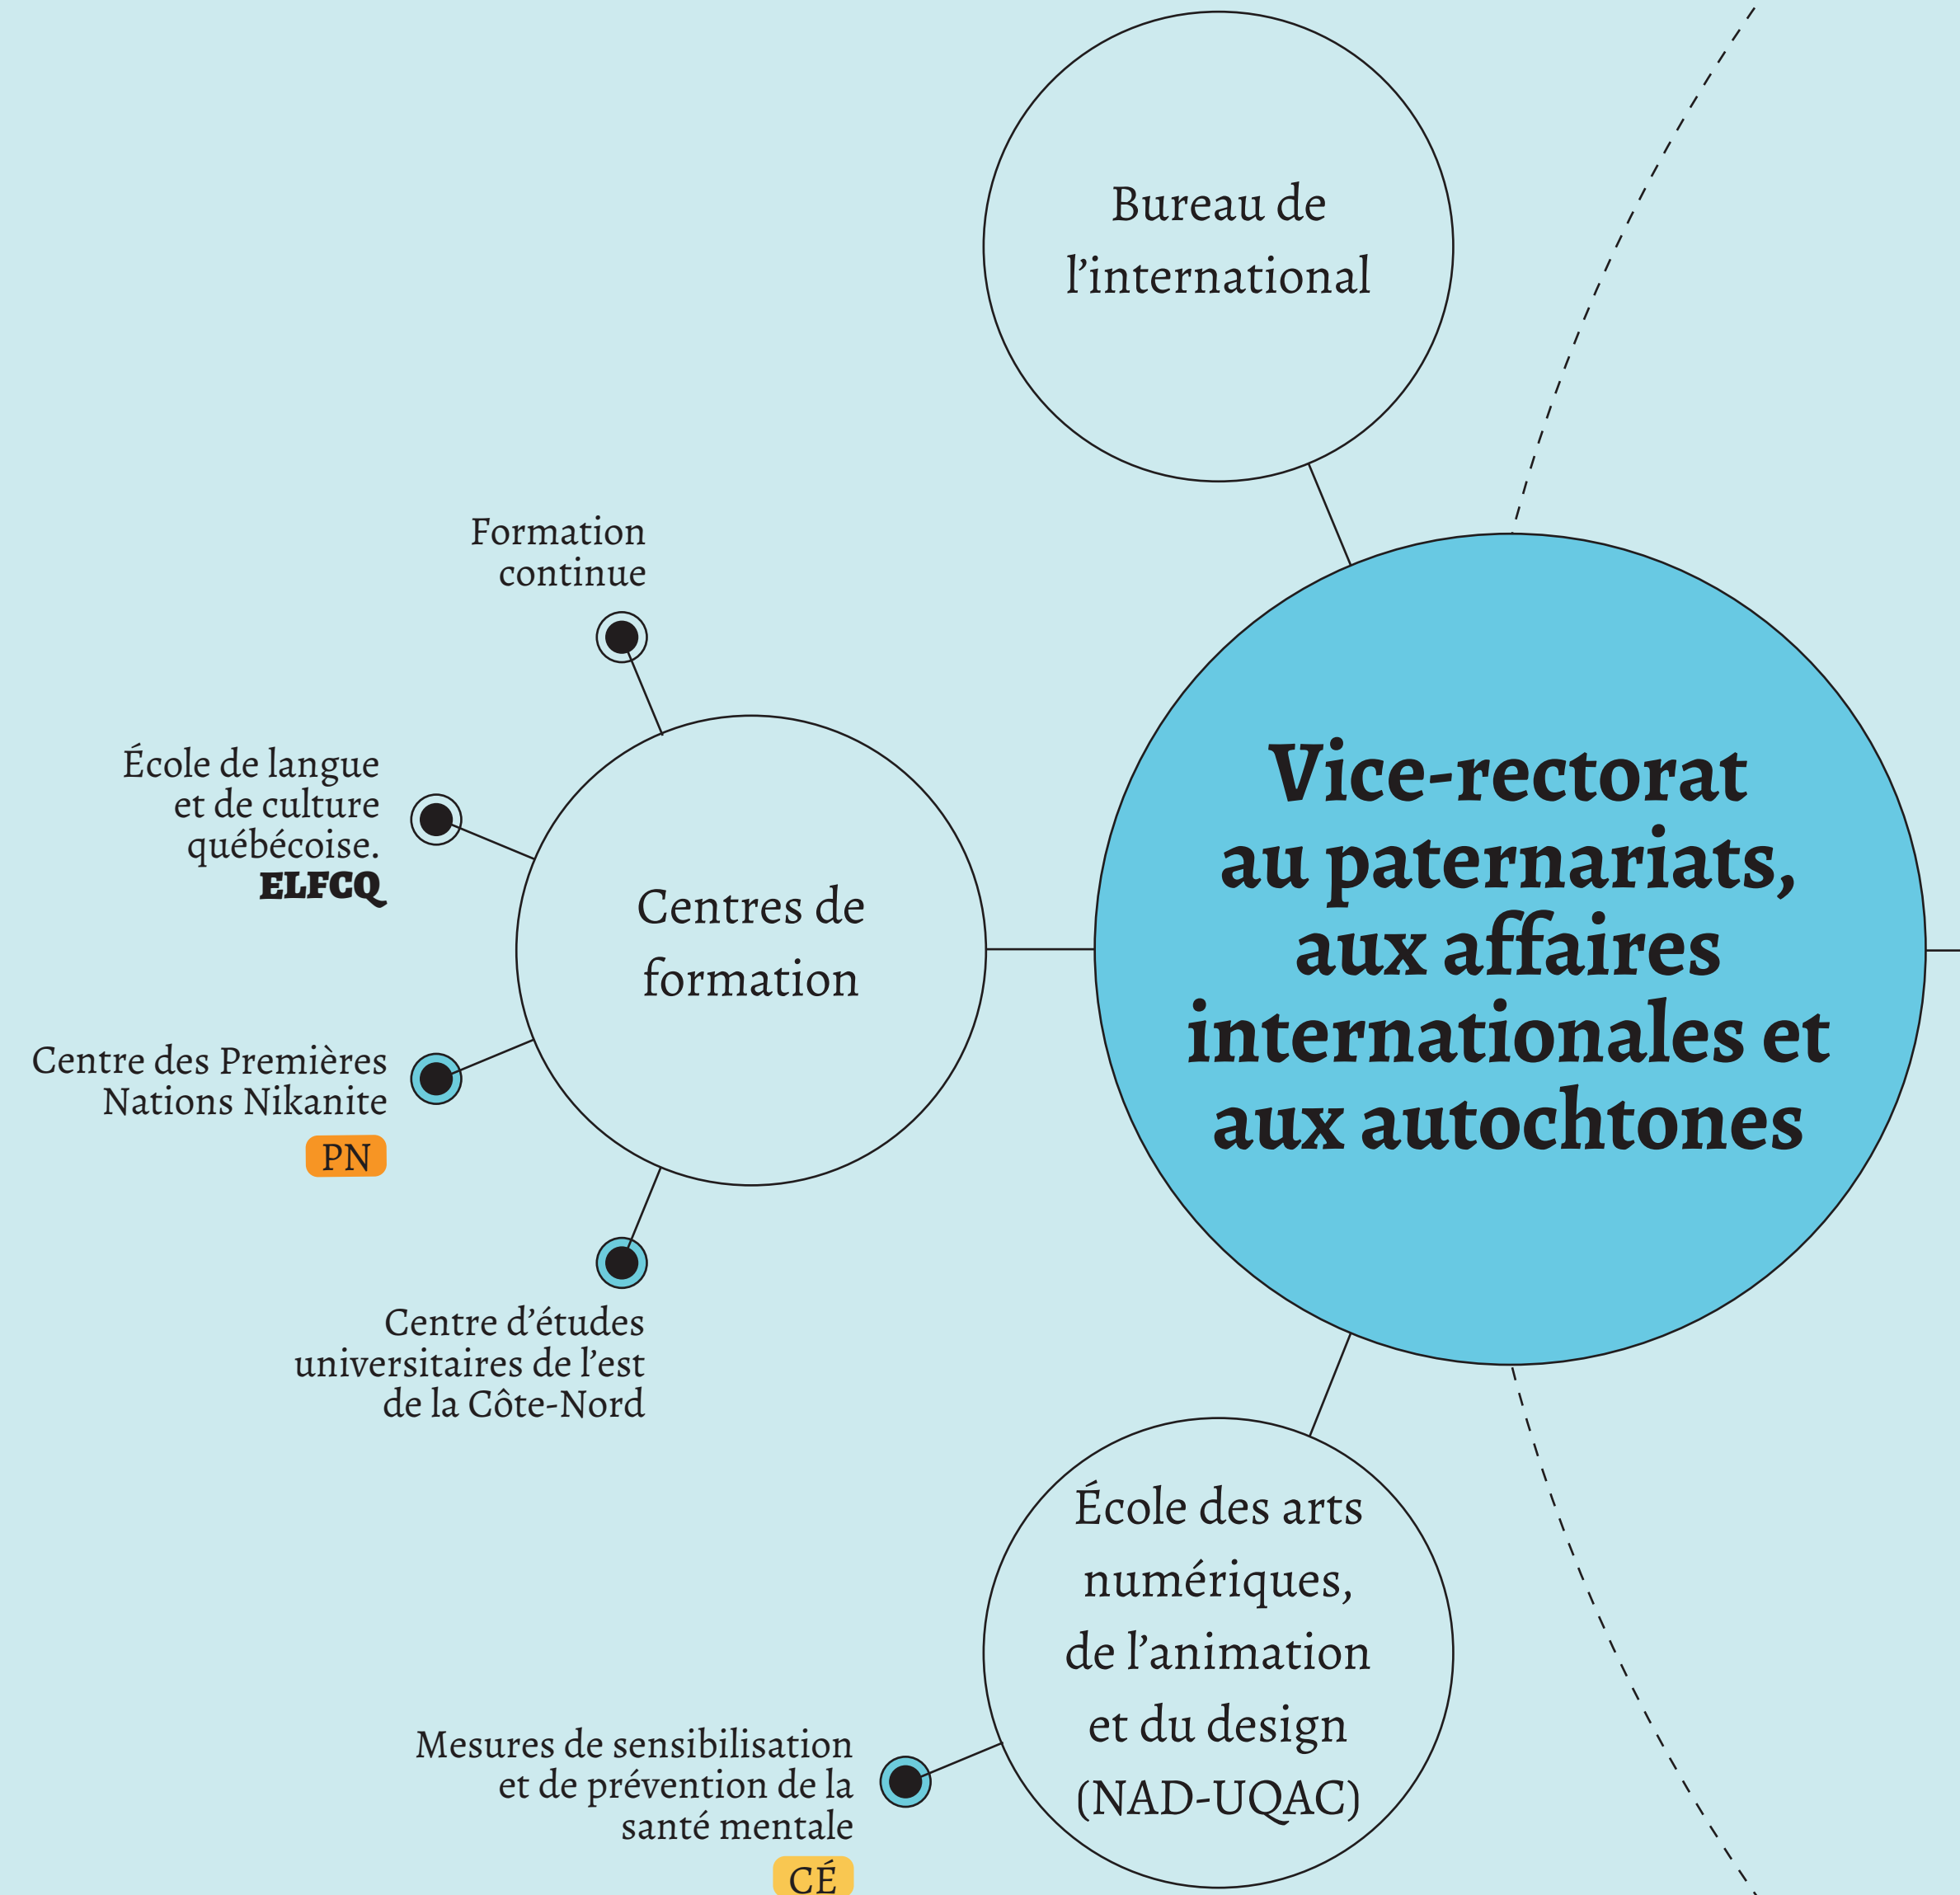 Bureau de
l’international
Formation
continue
École de langue
et de culture
québécoise.
ELFCQ
Centres de
formation
Centre des Premières
Nations Nikanite
PN
Centre d’études
universitaires de l’est
de la Côte-Nord
Vice-rectorat
au paternariats,
aux affaires
internationales et
aux autochtones
École des arts
numériques,
de l’animation
et du design
(NAD-UQAC)
Mesures de sensibilisation
et de prévention de la
santé mentale
CÉ